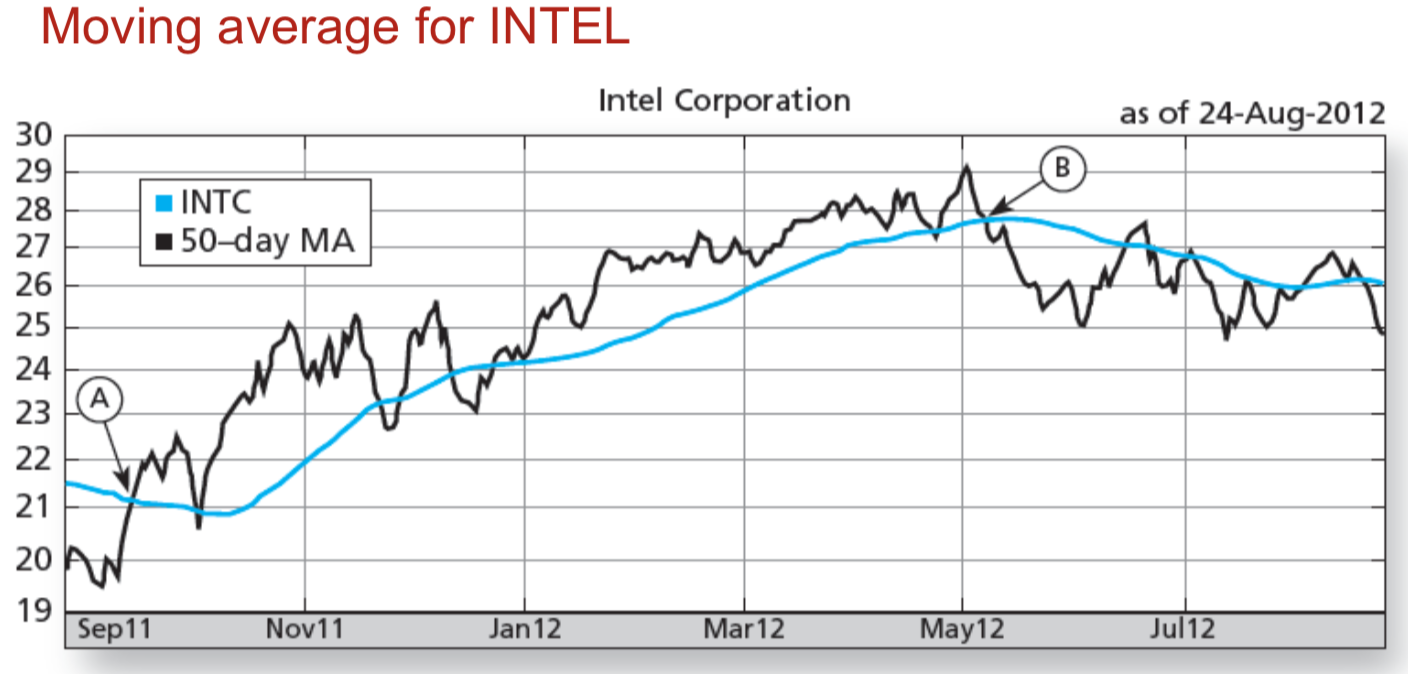 Moving average for INTEL
Intel Corporation
as of 24-Aug-2012
30
29
28
27
26
25
24
23
22
21
20
19
INTC
50–day MA
A
B
Sep11 Nov11 Jan12 Mar12 May12 Jul12